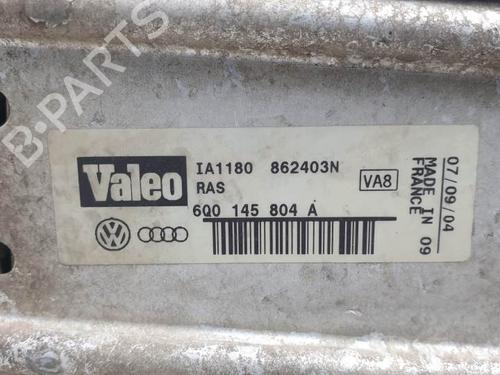 B-PARTS
Valeo
IA1180 862403N
RAS
VA8
6Q0 145 804 A
07/09/04
MADE IN 09
FRANCE